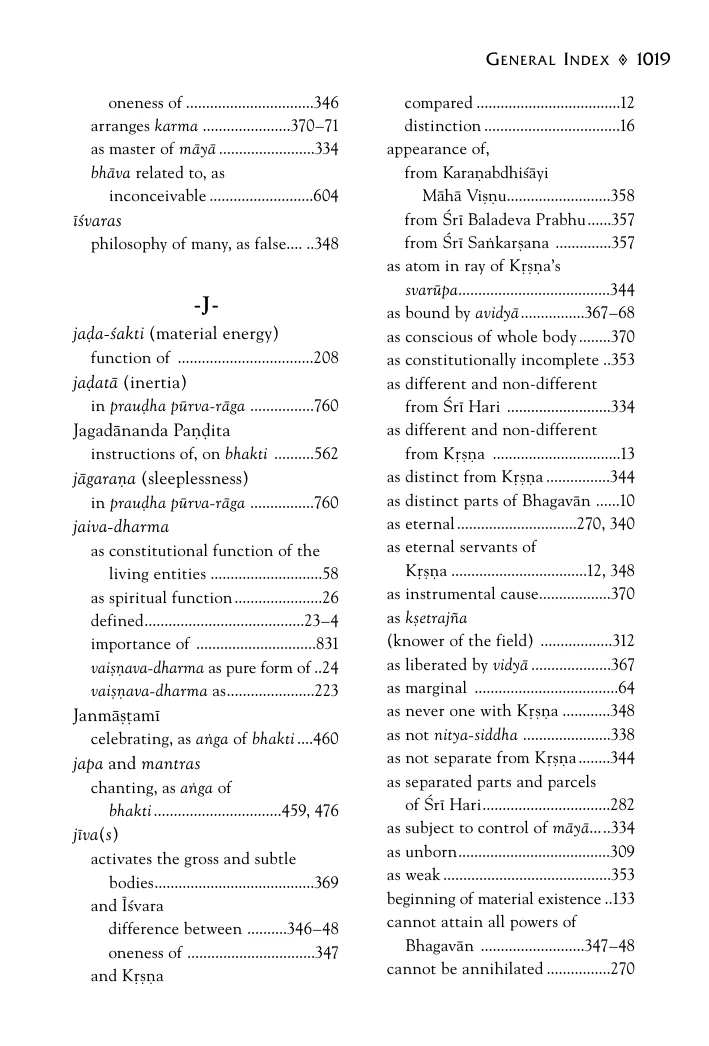 GENERAL INDEX ◊ 1019
oneness of ................................346
arranges karma ......................370–71
as master of māyā ........................334
bhāva related to, as
inconceivable ..........................604
īśvaras
philosophy of many, as false.... ..348
-J-
jaḍa-śakti (material energy)
function of ..................................208
jaḍatā (inertia)
in prauḍha pūrva-rāga ................760
Jagadānanda Paṇḍita
instructions of, on bhakti ..........562
jāgaraṇa (sleeplessness)
in prauḍha pūrva-rāga ................760
jaiva-dharma
as constitutional function of the
living entities ............................58
as spiritual function......................26
defined........................................23–4
importance of ..............................831
vaiṣṇava-dharma as pure form of ..24
vaiṣṇava-dharma as......................223
Janmāṣṭamī
celebrating, as aṅga of bhakti ....460
japa and mantras
chanting, as aṅga of
bhakti ................................459, 476
jīva(s)
activates the gross and subtle
bodies........................................369
and Īśvara
difference between ..........346–48
oneness of ................................347
and Kṛṣṇa
compared ....................................12
distinction ..................................16
appearance of,
from Karaṇabdhiśāyi
Māhā Viṣṇu..........................358
from Śrī Baladeva Prabhu......357
from Śrī Saṅkarṣana ..............357
as atom in ray of Kṛṣṇa's
svarūpa......................................344
as bound by avidyā ................367–68
as conscious of whole body........370
as constitutionally incomplete ..353
as different and non-different
from Śrī Hari ..........................334
as different and non-different
from Kṛṣṇa ................................13
as distinct from Kṛṣṇa ................344
as distinct parts of Bhagavān ......10
as eternal ..............................270, 340
as eternal servants of
Kṛṣṇa ..................................12, 348
as instrumental cause..................370
as kṣetrajña
(knower of the field) ..................312
as liberated by vidyā ....................367
as marginal ....................................64
as never one with Kṛṣṇa ............348
as not nitya-siddha ......................338
as not separate from Kṛṣṇa........344
as separated parts and parcels
of Śrī Hari................................282
as subject to control of māyā.... ..334
as unborn......................................309
as weak ..........................................353
beginning of material existence ..133
cannot attain all powers of
Bhagavān ..........................347–48
cannot be annihilated ................270